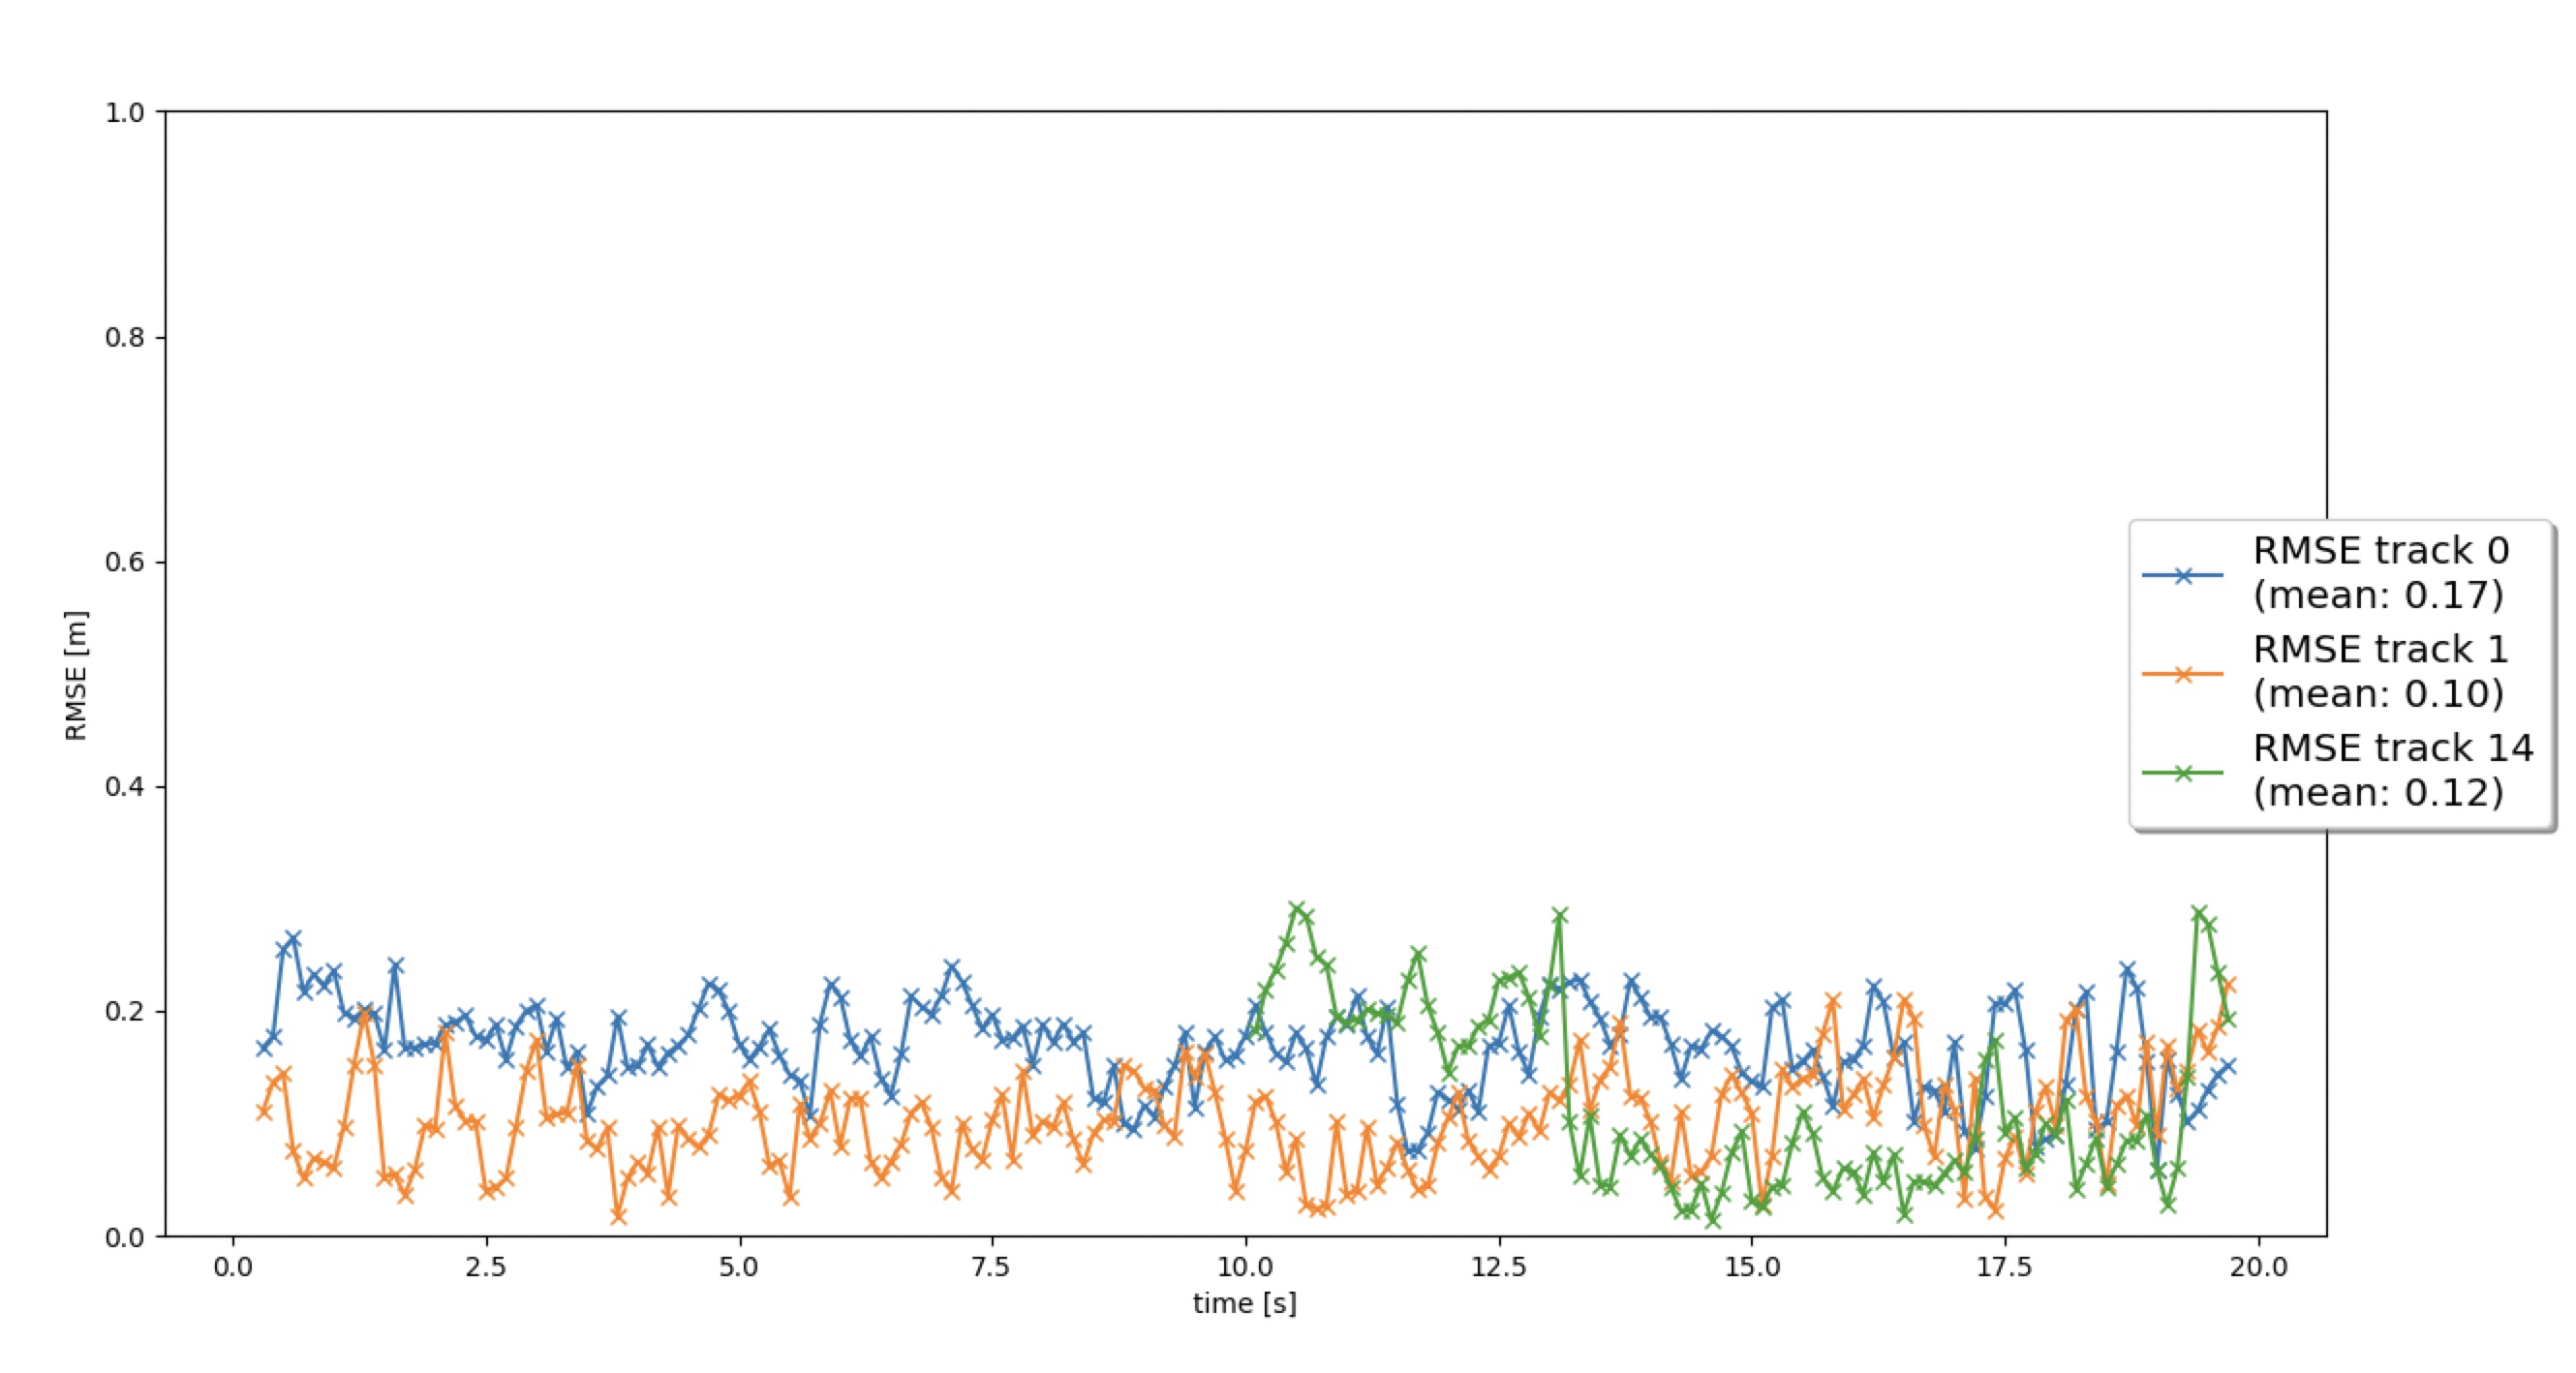 1.0
0.8
0.6
0.4
0.2
0.0
RMSE [m]
0.0 2.5 5.0 7.5 10.0 12.5 15.0 17.5 20.0
time [s]
RMSE track 0
(mean: 0.17)
RMSE track 1
(mean: 0.10)
RMSE track 14
(mean: 0.12)